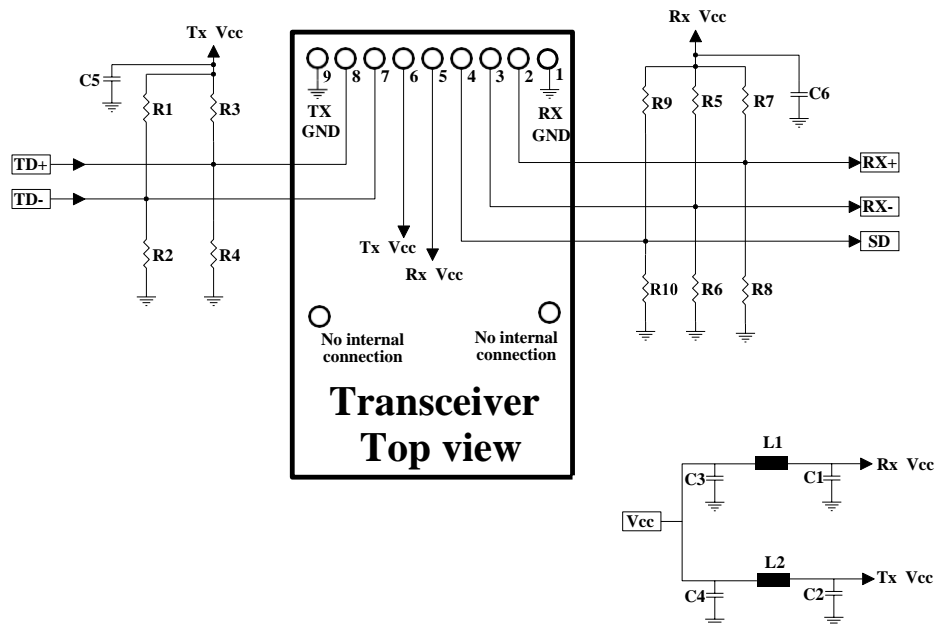 Tx Vcc
Rx Vcc
C5
R1
R3
9 8 7 6 5 4 3 2 1
TX
GND
RX
GND
R9
R5
R7
C6
TD+
TD-
RX+
RX-
SD
R2
R4
Tx Vcc
Rx Vcc
R10
R6
R8
No internal
connection
No internal
connection
Transceiver
Top view
L1
C3
C1
Rx Vcc
Vcc
L2
C4
C2
Tx Vcc